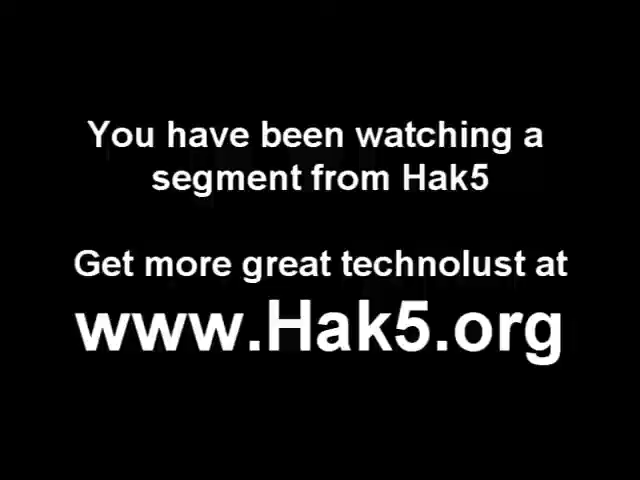 You have been watching a
segment from Hak5
Get more great technolust at
www.Hak5.org